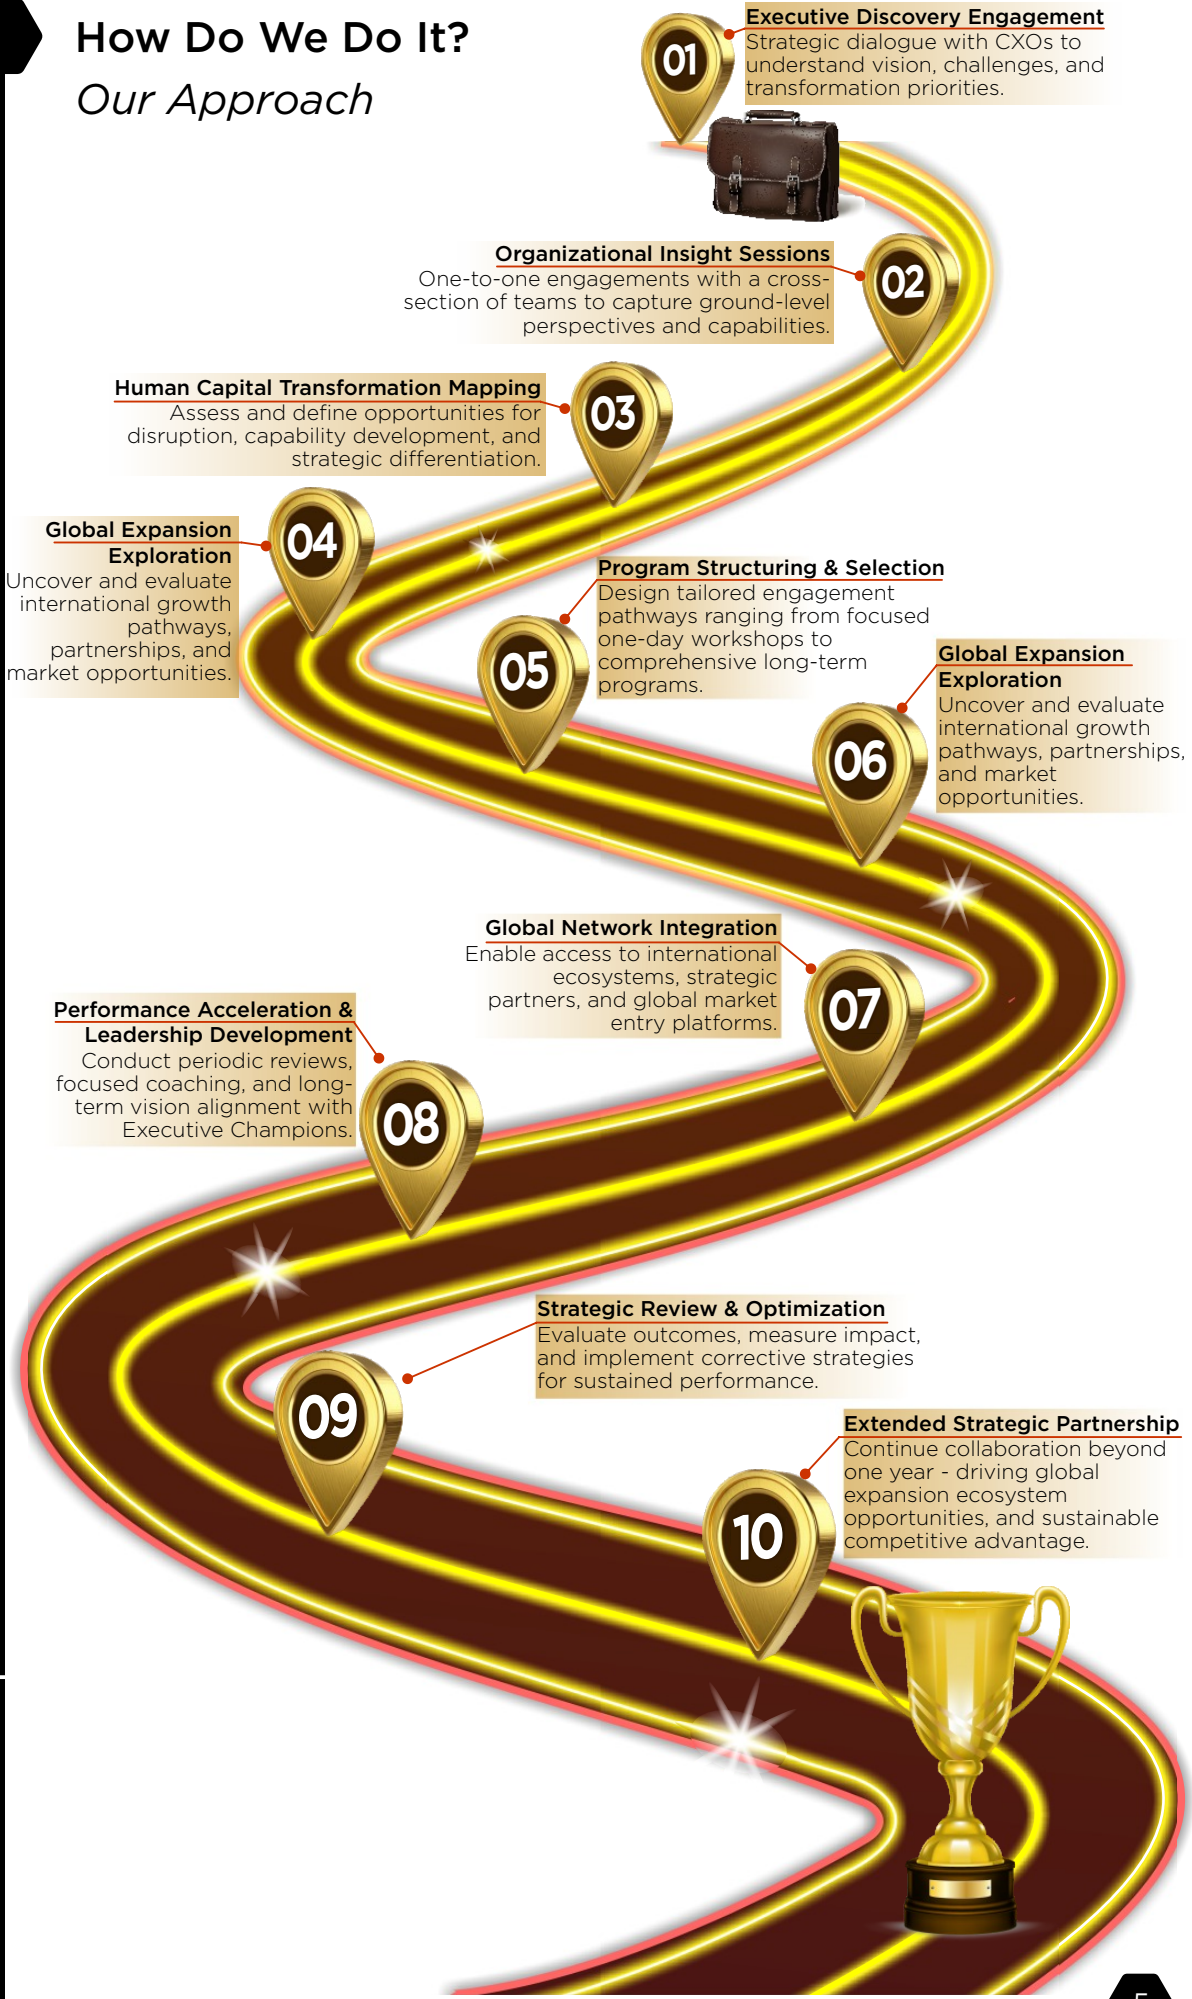 How Do We Do It?
Our Approach
01
Executive Discovery Engagement
Strategic dialogue with CXOs to
understand vision, challenges, and
transformation priorities.
Organizational Insight Sessions
One-to-one engagements with a cross-
section of teams to capture ground-level
perspectives and capabilities.
02
Human Capital Transformation Mapping
Assess and define opportunities for
disruption, capability development, and
strategic differentiation.
03
Global Expansion
Exploration
Uncover and evaluate
international growth
pathways,
partnerships, and
market opportunities.
04
05
Program Structuring & Selection
Design tailored engagement
pathways ranging from focused
one-day workshops to
comprehensive long-term
programs.
06
Global Expansion
Exploration
Uncover and evaluate
international growth
pathways, partnerships,
and market
opportunities.
Global Network Integration
Enable access to international
ecosystems, strategic
partners, and global market
entry platforms.
07
Performance Acceleration &
Leadership Development
Conduct periodic reviews,
focused coaching, and long-
term vision alignment with
Executive Champions.
08
09
Strategic Review & Optimization
Evaluate outcomes, measure impact,
and implement corrective strategies
for sustained performance.
10
Extended Strategic Partnership
Continue collaboration beyond
one year - driving global
expansion ecosystem
opportunities, and sustainable
competitive advantage.